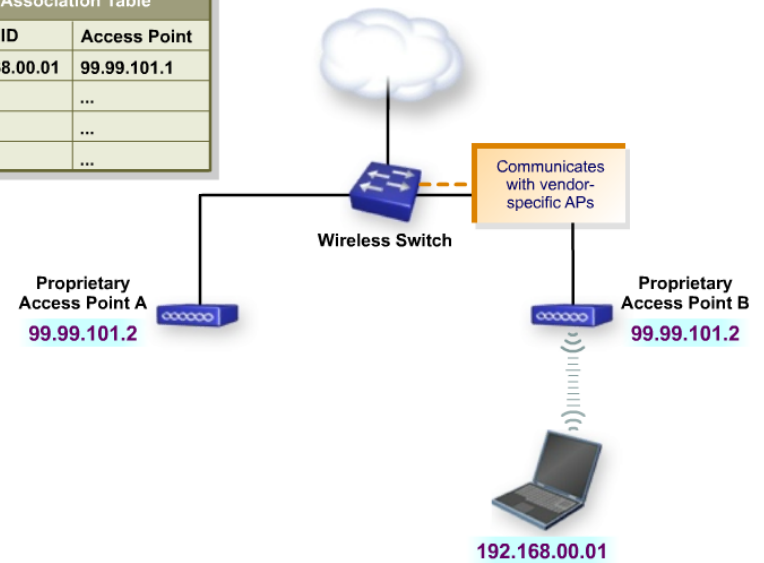 Association Table
ID Access Point
8.00.01 99.99.101.1
...
...
...
Communicates
with vendor-
specific APs
Wireless Switch
Proprietary
Access Point A
99.99.101.2
Proprietary
Access Point B
99.99.101.2
192.168.00.01